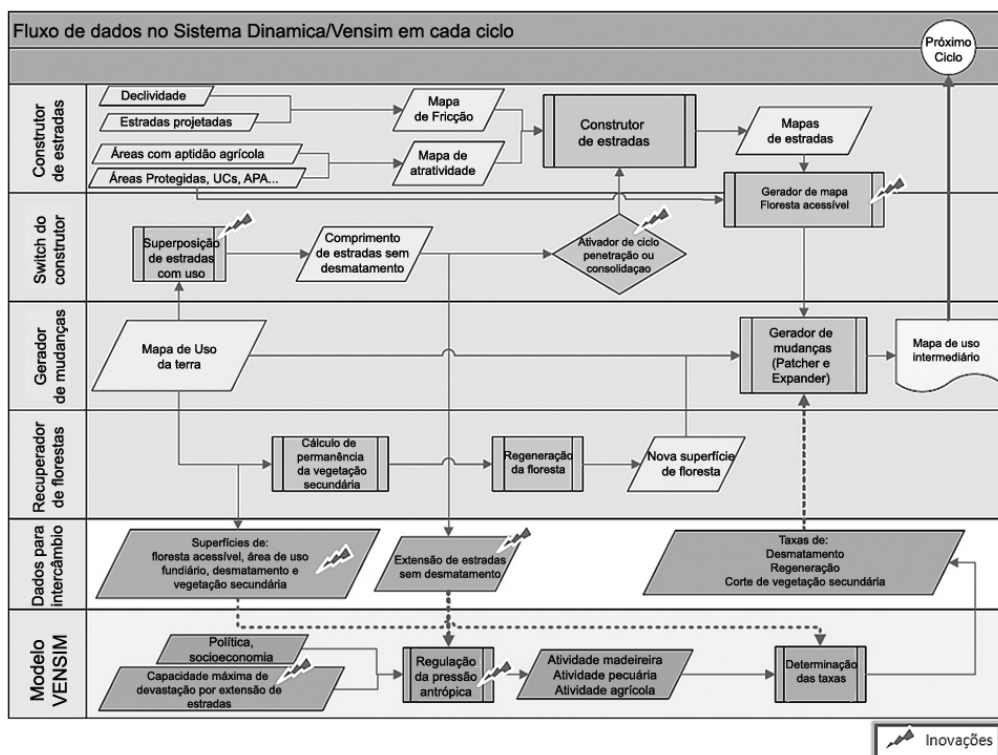 Fluxo de dados no Sistema Dinamica/Vensim em cada ciclo
Próximo
Ciclo
Construtor
de estradas
Declividade
Estradas projetadas
Mapa
de Fricção
Áreas com aptidão agrícola
Áreas Protegidas, UCs, APA...
Mapa de
atratividade
Construtor
de estradas
Mapas
de estradas
Gerador de mapa
Floresta acessível
Switch do
construtor
Superposição
de estradas
com uso
Comprimento
de estradas sem
desmatamento
Ativador de ciclo
penetração ou
consolidaçao
Gerador de
mudanças
Mapa de Uso
da terra
Gerador de
mudanças
(Patcher e
Expander)
Mapa de uso
intermediário
Recuperador
de florestas
Cálculo de
permanência
da vegetação
secundária
Regeneração
da floresta
Nova superfície
de floresta
Dados para
intercâmbio
Superfícies de:
floresta acessível, área de uso
fundiário, desmatamento e
vegetação secundária
Extensão de estradas
sem desmatamento
Taxas de:
Desmatamento
Regeneração
Corte de vegetação secundária
Modelo
VENSIM
Política,
socioeconomia
Capacidade máxima de
devastação por extensão de
estradas
Regulação
da pressão
antrópica
Atividade madeireira
Atividade pecuária
Atividade agrícola
Determinação
das taxas
Inovações